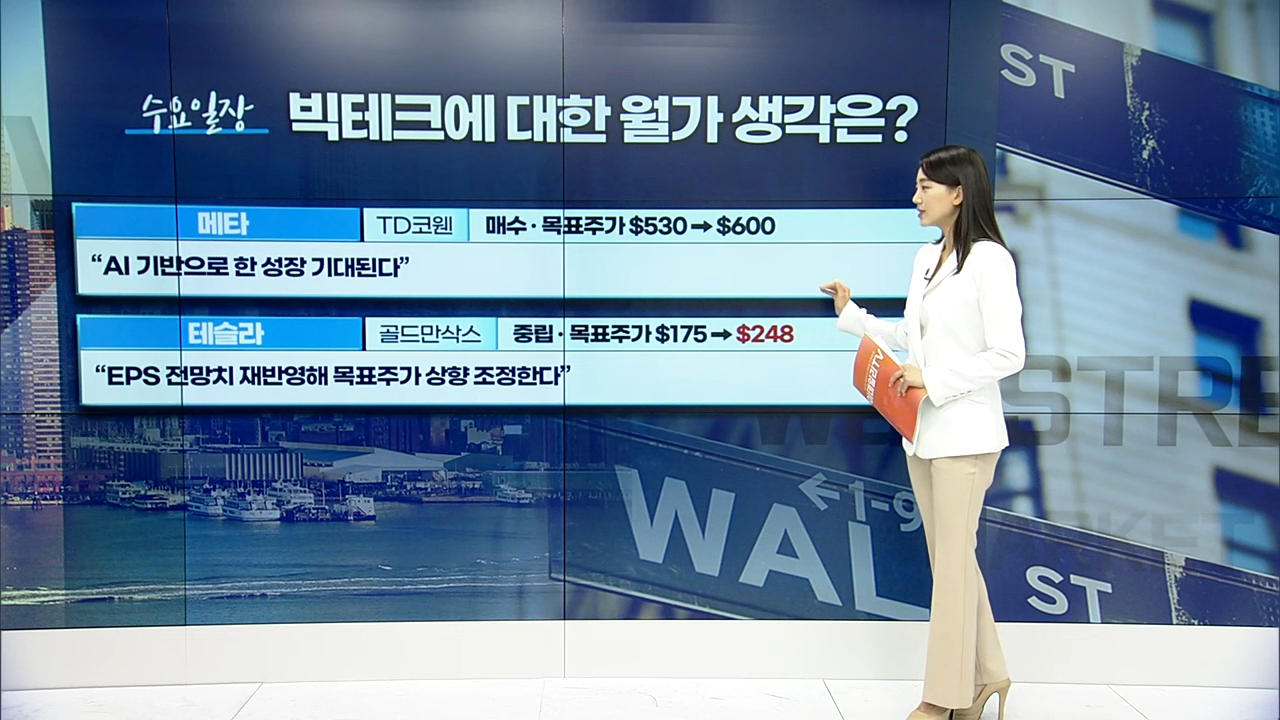 수요일장
빅테크에 대한 월가 생각은?
메타 TD코웬 매수·목표주가 $530➡$600
“AI 기반으로 한 성장 기대된다”
테슬라 골드만삭스 중립·목표주가 $175➡$248
“EPS 전망치 재반영해 목표주가 상향 조정한다”
ST
STRE
←1-9
WAL
ST